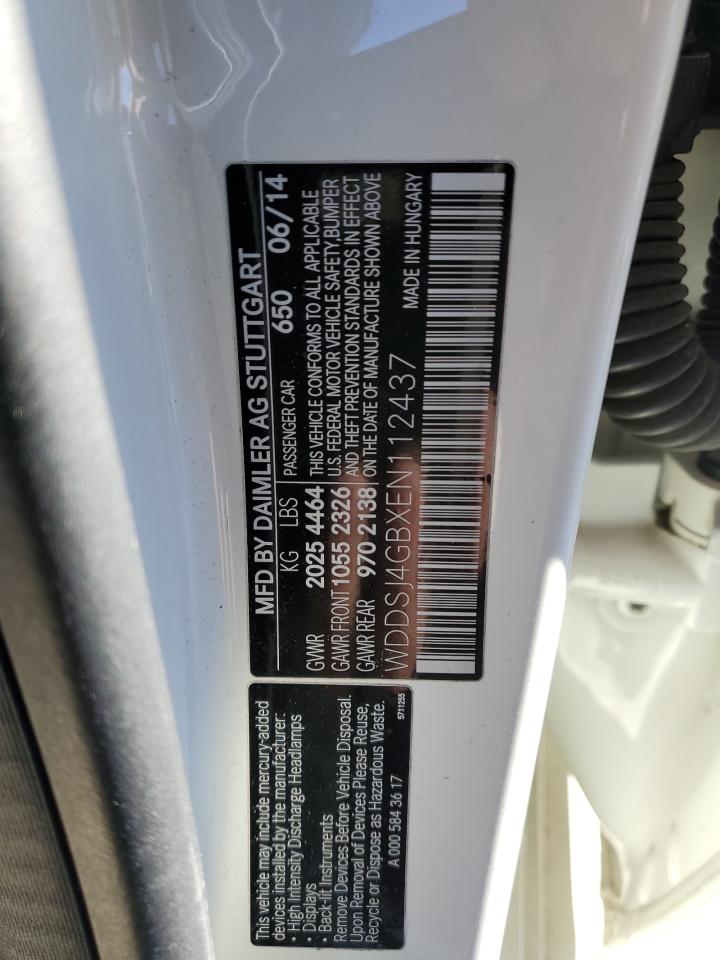 MFD BY DAIMLER AG STUTTGART
KG LBS PASSENGER CAR 650 06/14
GVWR 2025 4464 THIS VEHICLE CONFORMS TO ALL APPLICABLE
GAWR FRONT 1055 2326 U.S. FEDERAL MOTOR VEHICLE SAFETY, BUMPER
AND THEFT PREVENTION STANDARDS IN EFFECT
GAWR REAR 970 2138 ON THE DATE OF MANUFACTURE SHOWN ABOVE
WDDSJ4GBXEN112437 MADE IN HUNGARY
This vehicle may include mercury-added
devices installed by the manufacturer:
• High Intensity Discharge Headlamps
• Displays
• Back-lit Instruments
Remove Devices Before Vehicle Disposal.
Upon Removal of Devices Please Reuse,
Recycle or Dispose as Hazardous Waste.
A 000 584 36 17 5711255